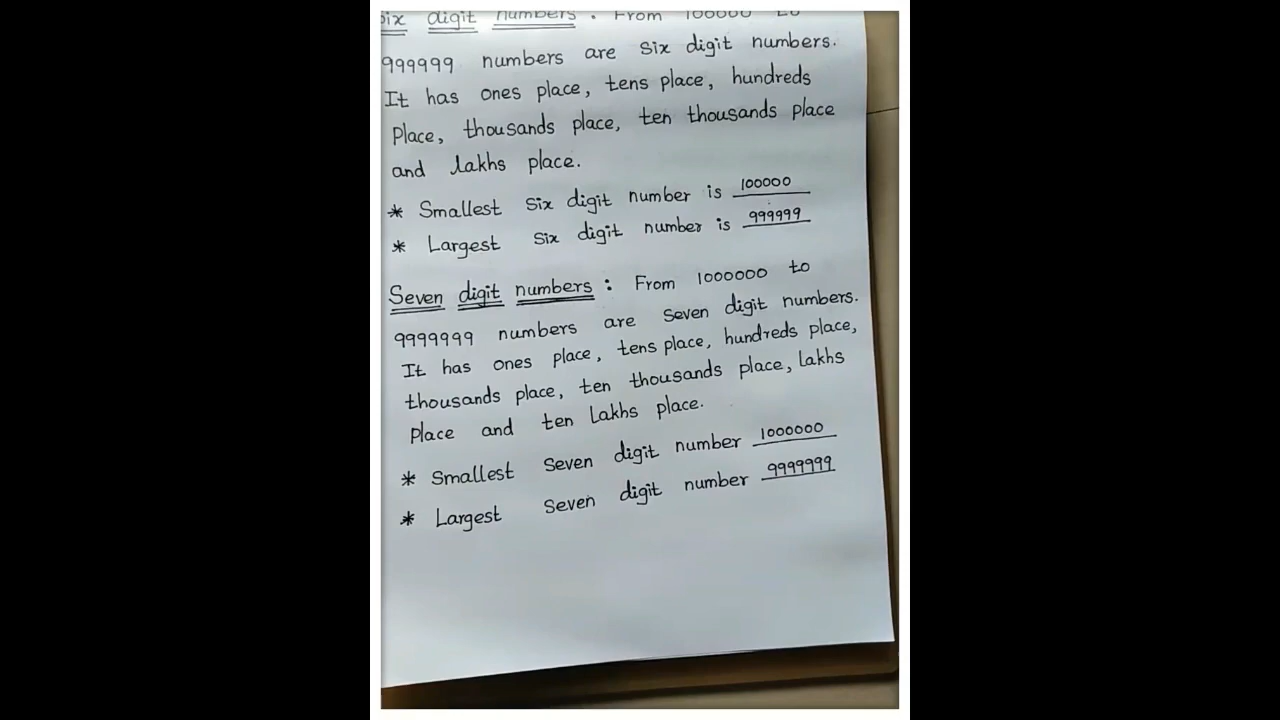 Six digit numbers : From 100000 to
999999 numbers are six digit numbers.
It has ones place, tens place, hundreds
place, thousands place, ten thousands place
and lakhs place.
* Smallest six digit number is 100000
* Largest six digit number is 999999
Seven digit numbers : From 1000000 to
9999999 numbers are seven digit numbers.
It has ones place, tens place, hundreds place,
thousands place, ten thousands place, lakhs
place and ten lakhs place.
* Smallest seven digit number 1000000
* Largest seven digit number 9999999